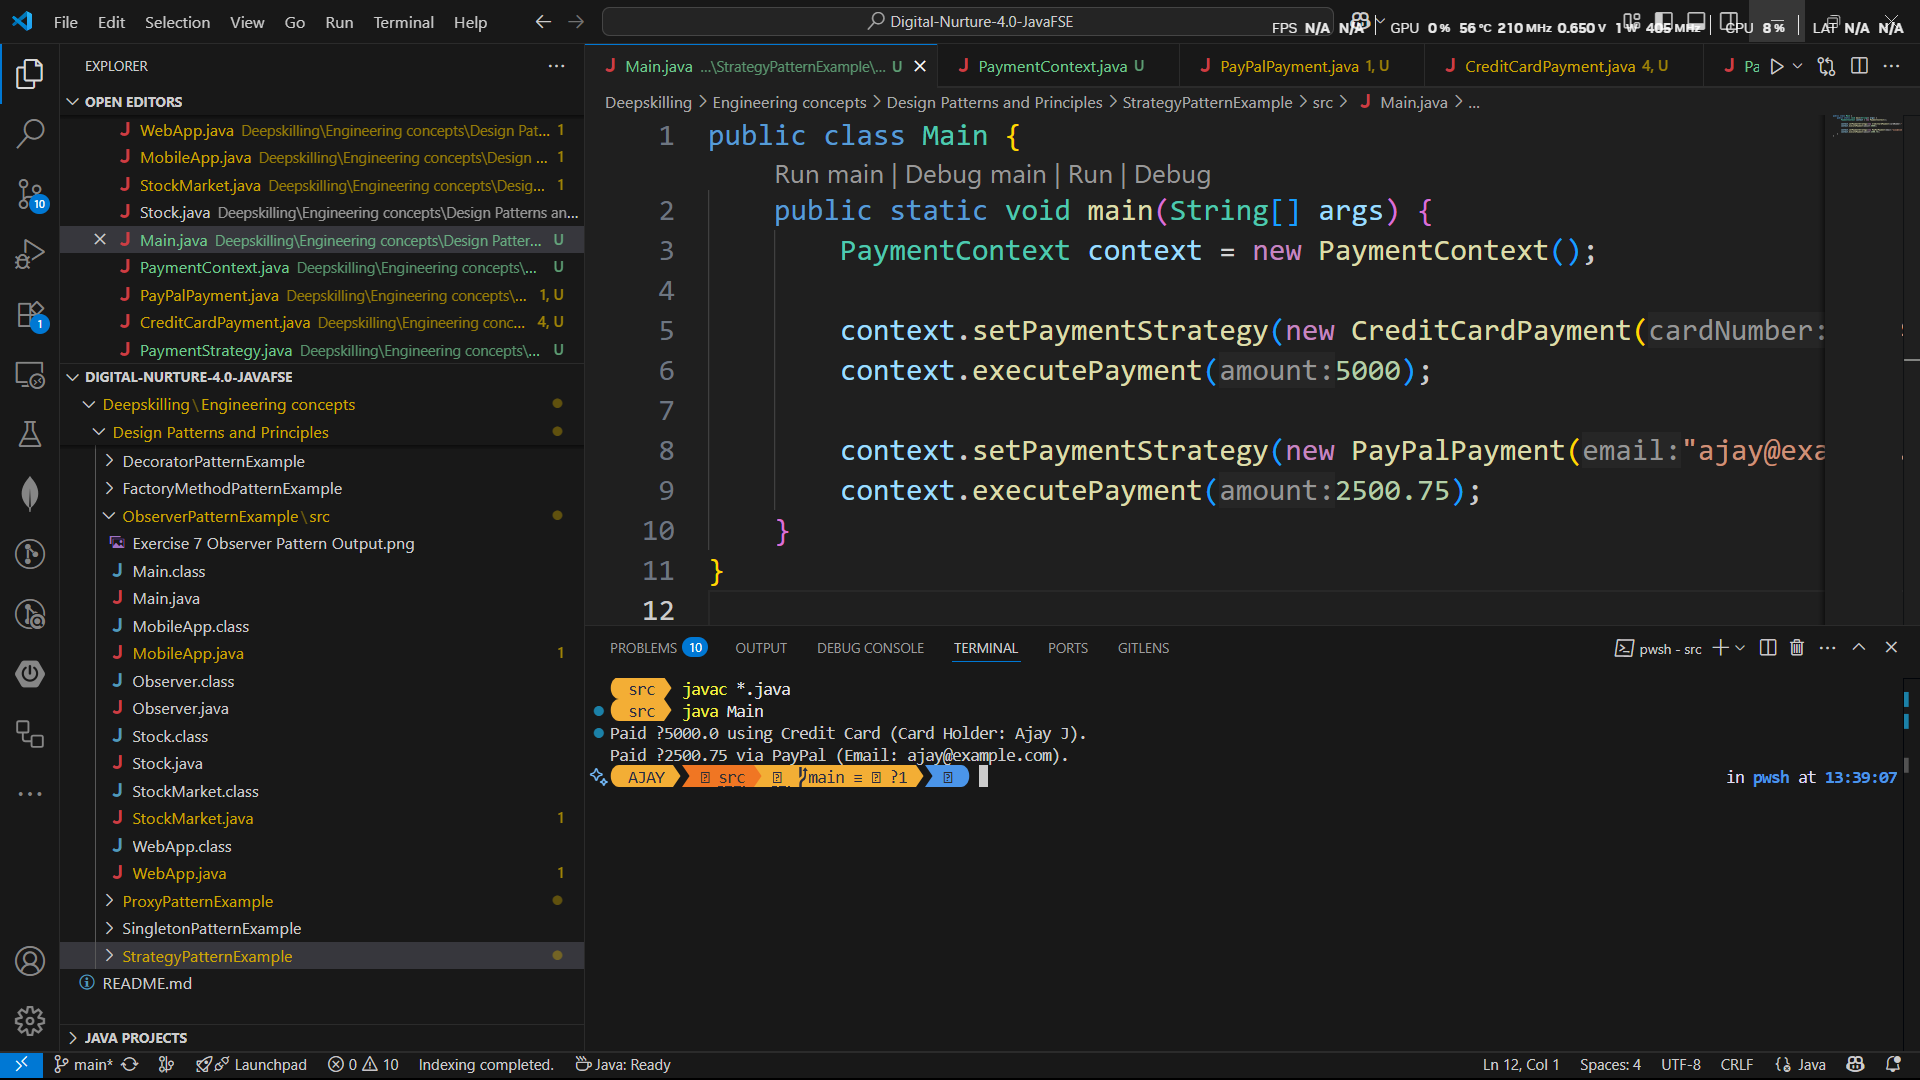 File Edit Selection View Go Run Terminal Help
Digital-Nurture-4.0-JavaFSE
FPS N/A N/A GPU 0% 56°C 210 MHz 0.650 V 1 W 405 MHz CPU 8% LAT N/A N/A
EXPLORER
OPEN EDITORS
WebApp.java Deepskilling\Engineering concepts\Design Pat... 1
MobileApp.java Deepskilling\Engineering concepts\Design ... 1
StockMarket.java Deepskilling\Engineering concepts\Desig... 1
Stock.java Deepskilling\Engineering concepts\Design Patterns an...
Main.java Deepskilling\Engineering concepts\Design Patter... U
PaymentContext.java Deepskilling\Engineering concepts\... U
PayPalPayment.java Deepskilling\Engineering concepts\... 1, U
CreditCardPayment.java Deepskilling\Engineering conc... 4, U
PaymentStrategy.java Deepskilling\Engineering concepts\... U
DIGITAL-NURTURE-4.0-JAVAFSE
Deepskilling\Engineering concepts
Design Patterns and Principles
DecoratorPatternExample
FactoryMethodPatternExample
ObserverPatternExample\src
Exercise 7 Observer Pattern Output.png
Main.class
Main.java
MobileApp.class
MobileApp.java 1
Observer.class
Observer.java
Stock.class
Stock.java
StockMarket.class
StockMarket.java 1
WebApp.class
WebApp.java 1
ProxyPatternExample
SingletonPatternExample
StrategyPatternExample
README.md
JAVA PROJECTS
10
1
Main.java ...\StrategyPatternExample\... U
PaymentContext.java U
PayPalPayment.java 1, U
CreditCardPayment.java 4, U
Pa
Deepskilling > Engineering concepts > Design Patterns and Principles > StrategyPatternExample > src > Main.java > ...
1 public class Main {
Run main | Debug main | Run | Debug
2 public static void main(String[] args) {
3 PaymentContext context = new PaymentContext();
4
5 context.setPaymentStrategy(new CreditCardPayment(cardNumber:
6 context.executePayment(amount:5000);
7
8 context.setPaymentStrategy(new PayPalPayment(email:"ajay@exa
9 context.executePayment(amount:2500.75);
10 }
11 }
12
PROBLEMS 10 OUTPUT DEBUG CONSOLE TERMINAL PORTS GITLENS
pwsh - src
src javac *.java
src java Main
Paid ?5000.0 using Credit Card (Card Holder: Ajay J).
Paid ?2500.75 via PayPal (Email: ajay@example.com).
AJAY src main ≡ ?1
in pwsh at 13:39:07
main* Launchpad 0 10 Indexing completed. Java: Ready
Ln 12, Col 1 Spaces: 4 UTF-8 CRLF {} Java